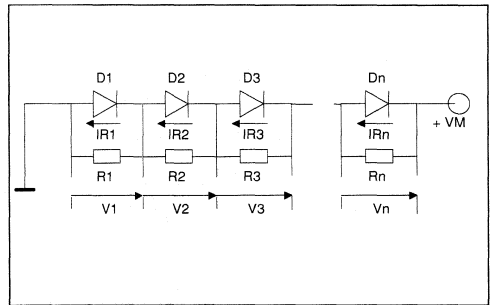 D1 D2 D3 Dn
+ VM
IR1 IR2 IR3 IRn
R1 R2 R3 Rn
V1 V2 V3 Vn